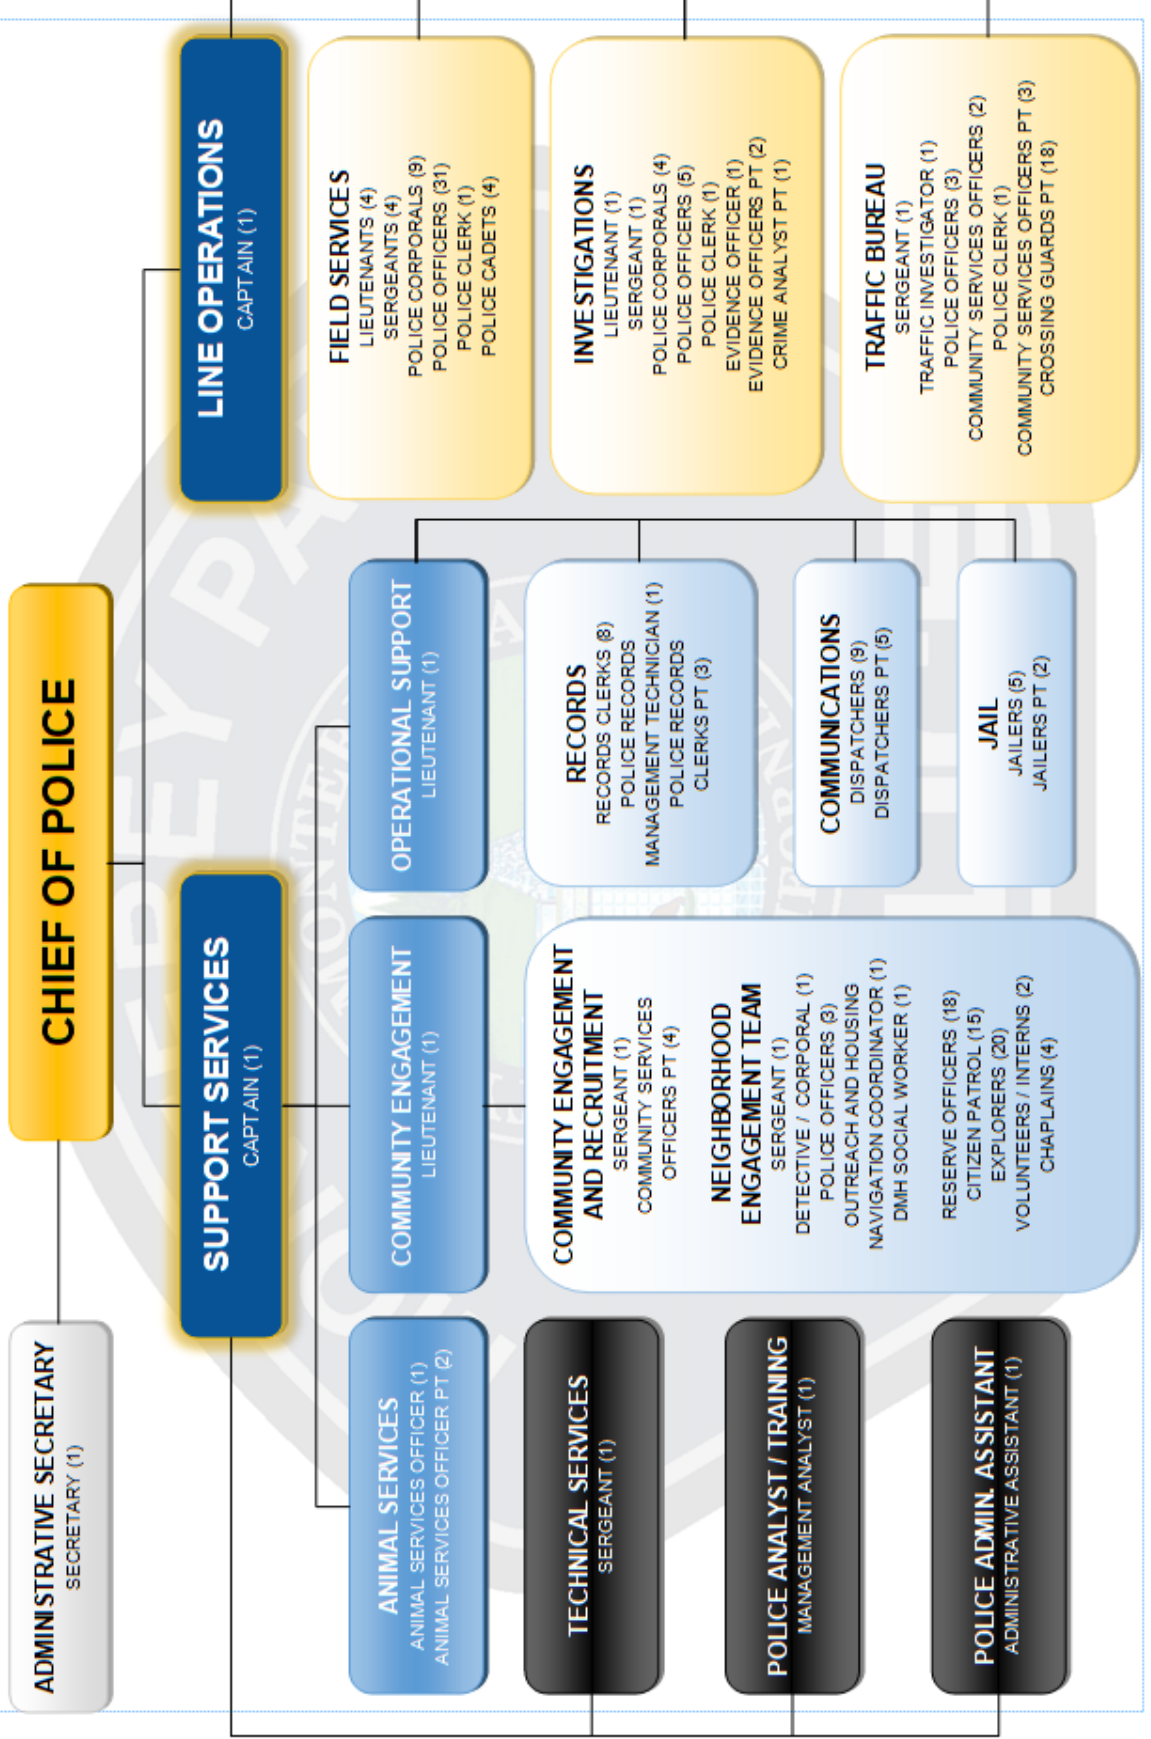 CHIEF OF POLICE
ADMINISTRATIVE SECRETARY
SECRETARY (1)
SUPPORT SERVICES
CAPTAIN (1)
LINE OPERATIONS
CAPTAIN (1)
ANIMAL SERVICES
ANIMAL SERVICES OFFICER (1)
ANIMAL SERVICES OFFICER PT (2)
COMMUNITY ENGAGEMENT
LIEUTENANT (1)
OPERATIONAL SUPPORT
LIEUTENANT (1)
TECHNICAL SERVICES
SERGEANT (1)
POLICE ANALYST / TRAINING
MANAGEMENT ANALYST (1)
POLICE ADMIN. ASSISTANT
ADMINISTRATIVE ASSISTANT (1)
COMMUNITY ENGAGEMENT
AND RECRUITMENT
SERGEANT (1)
COMMUNITY SERVICES
OFFICERS PT (4)
NEIGHBORHOOD
ENGAGEMENT TEAM
SERGEANT (1)
DETECTIVE / CORPORAL (1)
POLICE OFFICERS (3)
OUTREACH AND HOUSING
NAVIGATION COORDINATOR (1)
DMH SOCIAL WORKER (1)
RESERVE OFFICERS (18)
CITIZEN PATROL (15)
EXPLORERS (20)
VOLUNTEERS / INTERNS (2)
CHAPLAINS (4)
RECORDS
RECORDS CLERKS (8)
POLICE RECORDS
MANAGEMENT TECHNICIAN (1)
POLICE RECORDS
CLERKS PT (3)
COMMUNICATIONS
DISPATCHERS (9)
DISPATCHERS PT (5)
JAIL
JAILERS (5)
JAILERS PT (2)
FIELD SERVICES
LIEUTENANTS (4)
SERGEANTS (4)
POLICE CORPORALS (9)
POLICE OFFICERS (31)
POLICE CLERK (1)
POLICE CADETS (4)
INVESTIGATIONS
LIEUTENANT (1)
SERGEANT (1)
POLICE CORPORALS (4)
POLICE OFFICERS (5)
POLICE CLERK (1)
EVIDENCE OFFICER (1)
EVIDENCE OFFICERS PT (2)
CRIME ANALYST PT (1)
TRAFFIC BUREAU
SERGEANT (1)
TRAFFIC INVESTIGATOR (1)
POLICE OFFICERS (3)
COMMUNITY SERVICES OFFICERS (2)
POLICE CLERK (1)
COMMUNITY SERVICES OFFICERS PT (3)
CROSSING GUARDS PT (18)